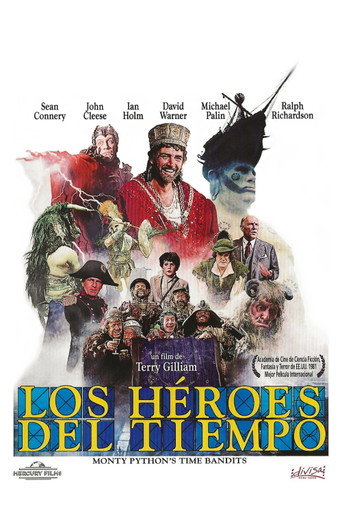 Sean Connery
John Cleese
Ian Holm
David Warner
Michael Palin
Ralph Richardson
un film de
Terry Gilliam
Academia de Cine de Ciencia Ficción,
Fantasía y Terror de EE.UU. 1981
Mejor Película Internacional
LOS HÉROES
DEL TIEMPO
MONTY PYTHON'S TIME BANDITS
MERCURY FILMS
divisa